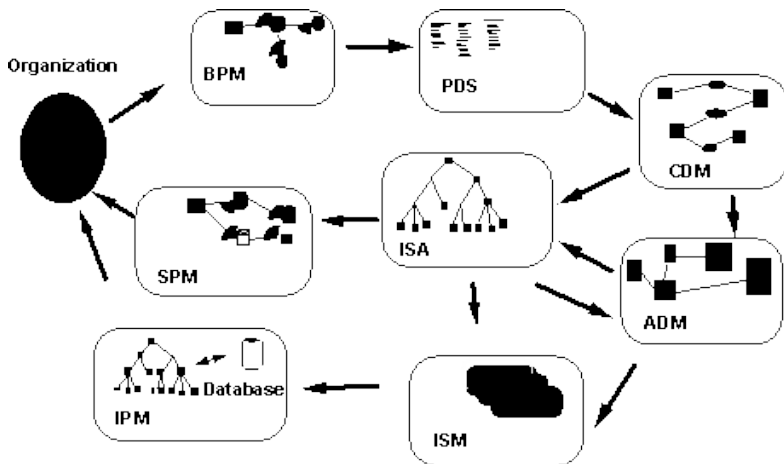 Organization
BPM
PDS
CDM
ISA
SPM
ADM
Database
IPM
ISM